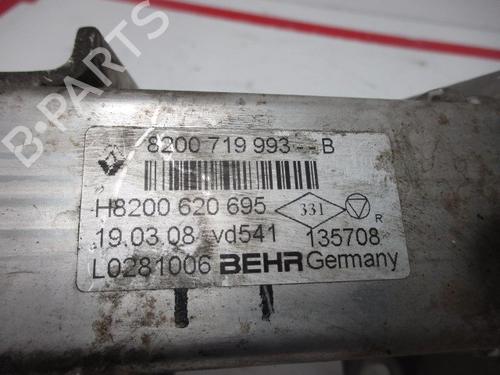 B-PARTS
8200 719 993--B
H8200 620 695 331 R
19.03.08 vd541 135708
L0281006 BEHR Germany